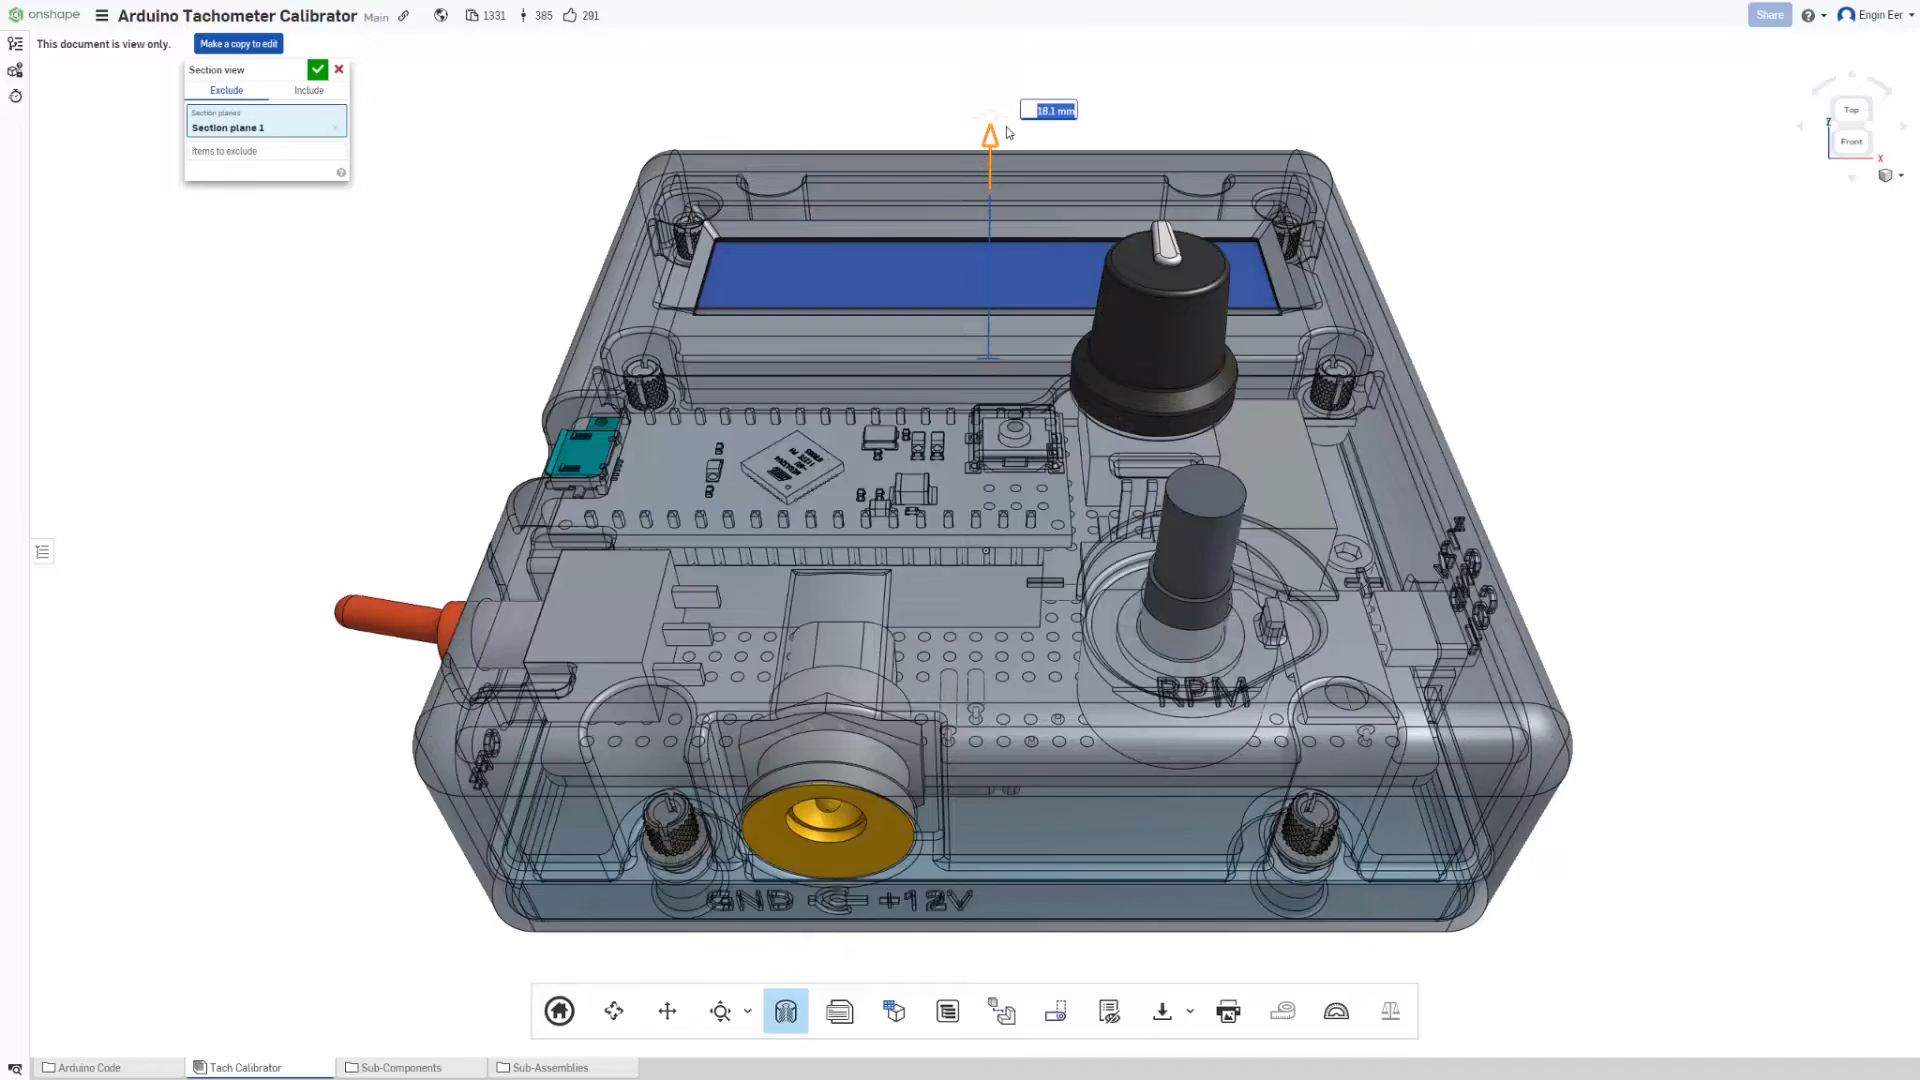 onshape
Arduino Tachometer Calibrator Main
1331
385
291
Share
Engin Eer
This document is view only.
Make a copy to edit
Section view
Exclude
Include
Section planes
Section plane 1
Items to exclude
18.1 mm
Top
Z
Front
X
RPM
GND
+12V
Arduino Code
Tach Calibrator
Sub-Components
Sub-Assemblies